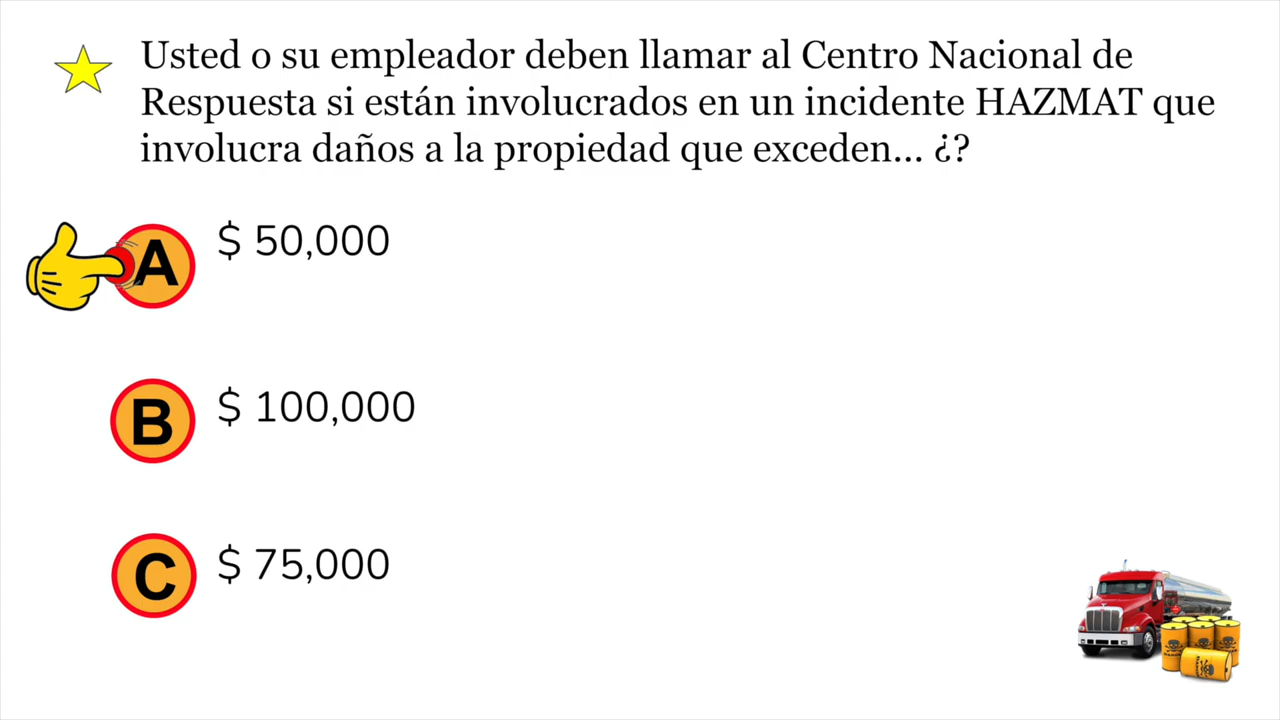 Usted o su empleador deben llamar al Centro Nacional de
Respuesta si están involucrados en un incidente HAZMAT que
involucra daños a la propiedad que exceden... ¿?
A $ 50,000
B $ 100,000
C $ 75,000